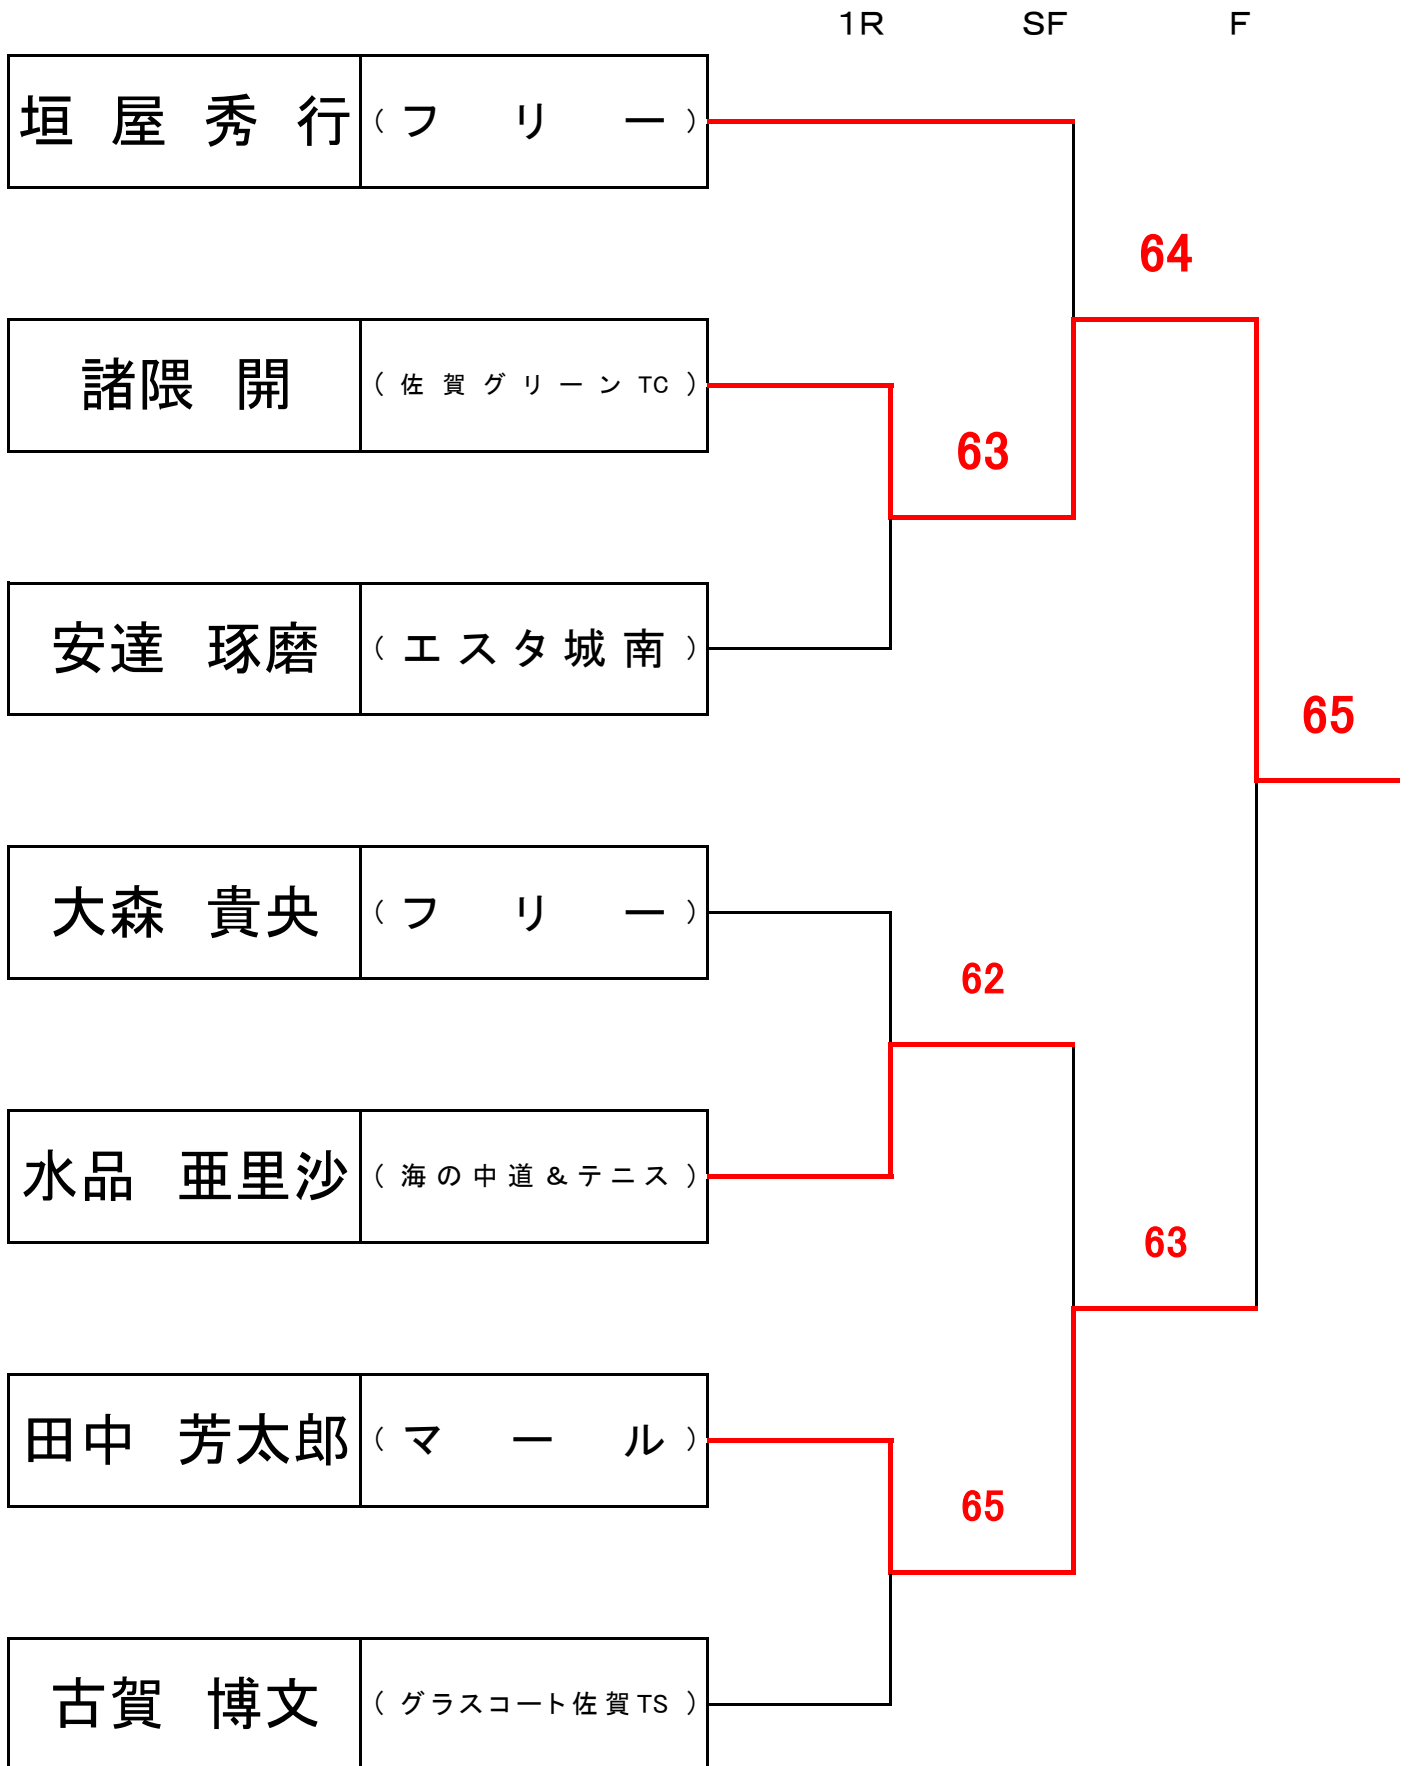 1R SF F
垣屋秀行 (フリー)
64
諸隈 開 (佐賀グリーンTC)
63
安達 琢磨 (エスタ城南)
65
大森 貴央 (フリー)
62
水品 亜里沙 (海の中道&テニス)
63
田中 芳太郎 (マール)
65
古賀 博文 (グラスコート佐賀TS)